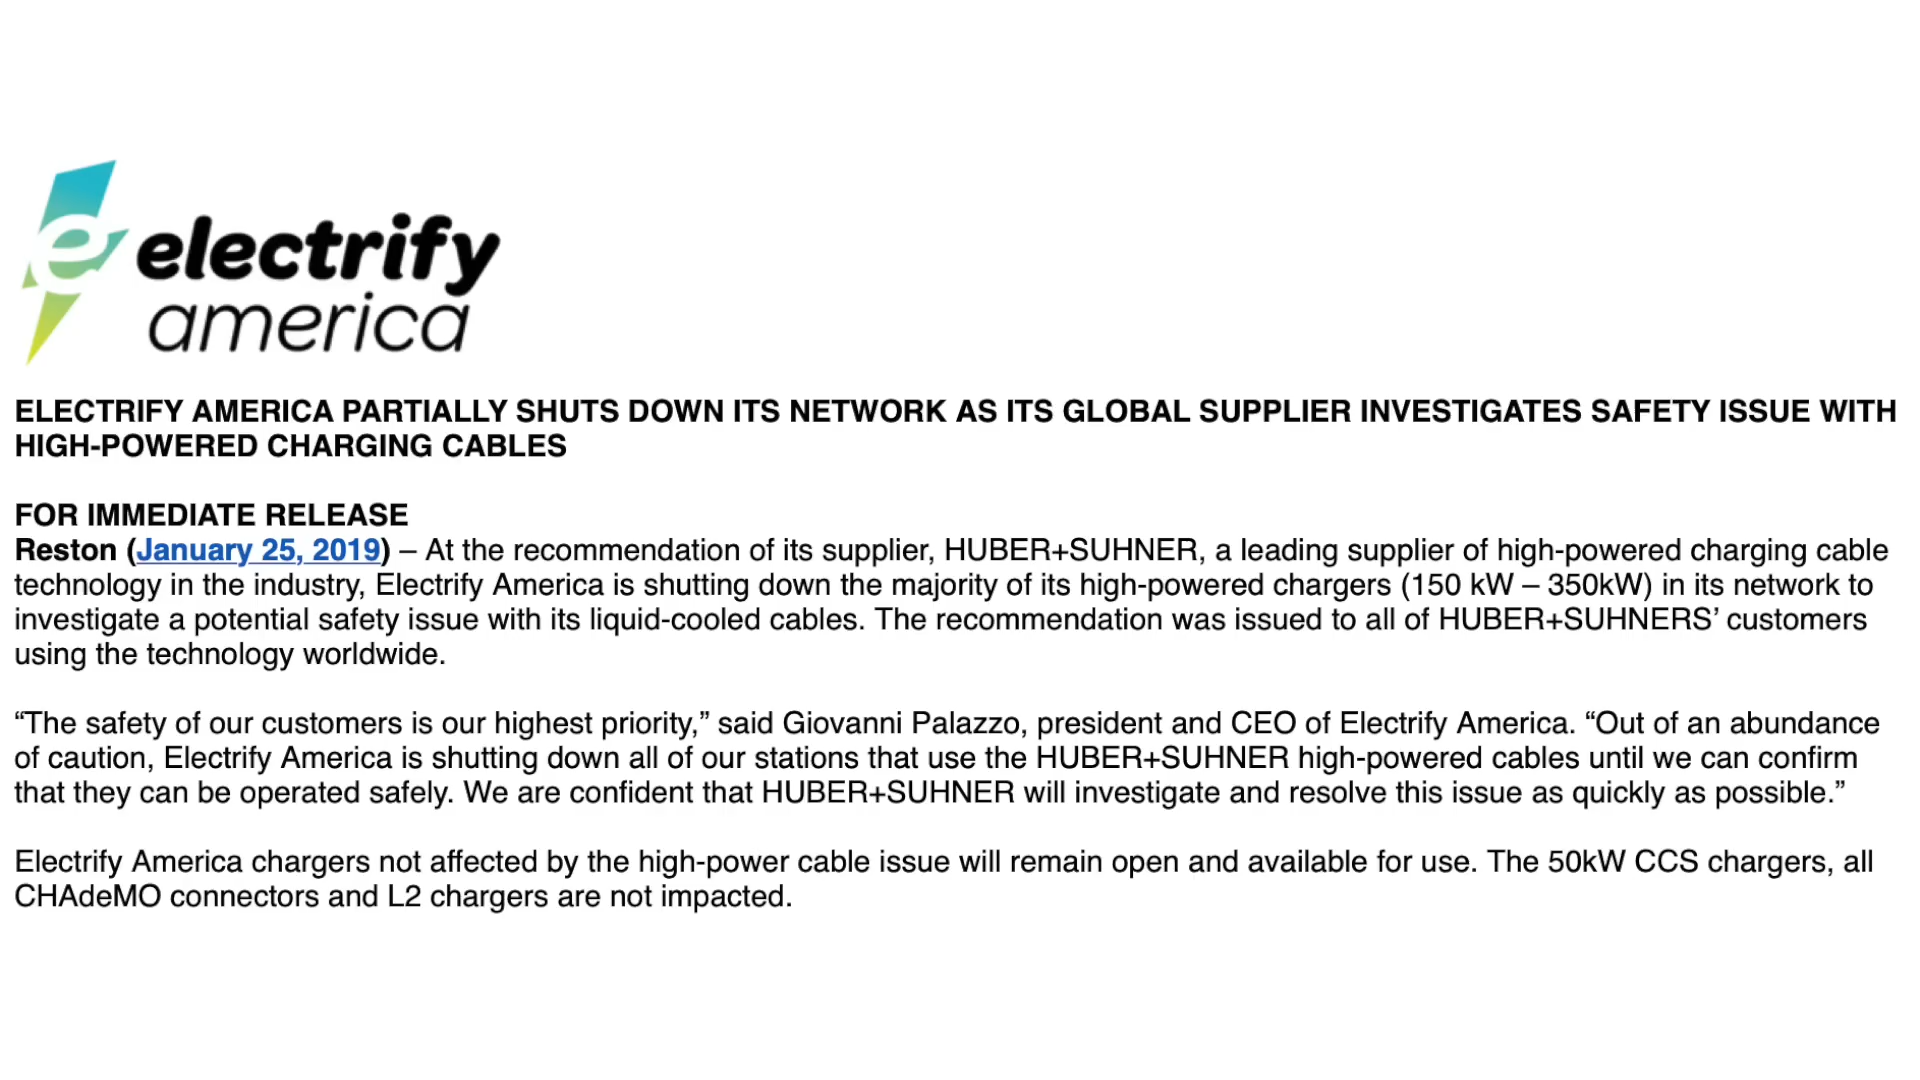 e electrify
america
ELECTRIFY AMERICA PARTIALLY SHUTS DOWN ITS NETWORK AS ITS GLOBAL SUPPLIER INVESTIGATES SAFETY ISSUE WITH
HIGH-POWERED CHARGING CABLES
FOR IMMEDIATE RELEASE
Reston (January 25, 2019) – At the recommendation of its supplier, HUBER+SUHNER, a leading supplier of high-powered charging cable
technology in the industry, Electrify America is shutting down the majority of its high-powered chargers (150 kW – 350kW) in its network to
investigate a potential safety issue with its liquid-cooled cables. The recommendation was issued to all of HUBER+SUHNERS’ customers
using the technology worldwide.
“The safety of our customers is our highest priority,” said Giovanni Palazzo, president and CEO of Electrify America. “Out of an abundance
of caution, Electrify America is shutting down all of our stations that use the HUBER+SUHNER high-powered cables until we can confirm
that they can be operated safely. We are confident that HUBER+SUHNER will investigate and resolve this issue as quickly as possible.”
Electrify America chargers not affected by the high-power cable issue will remain open and available for use. The 50kW CCS chargers, all
CHAdeMO connectors and L2 chargers are not impacted.